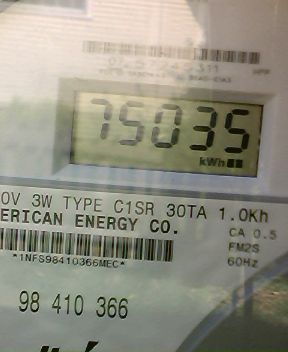 75035
kWh
0V 3W TYPE C1SR 30TA 1.0Kh
ERICAN ENERGY CO.
CA 0.5
FM2S
*1NFS98410366MEC*
60Hz
98 410 366